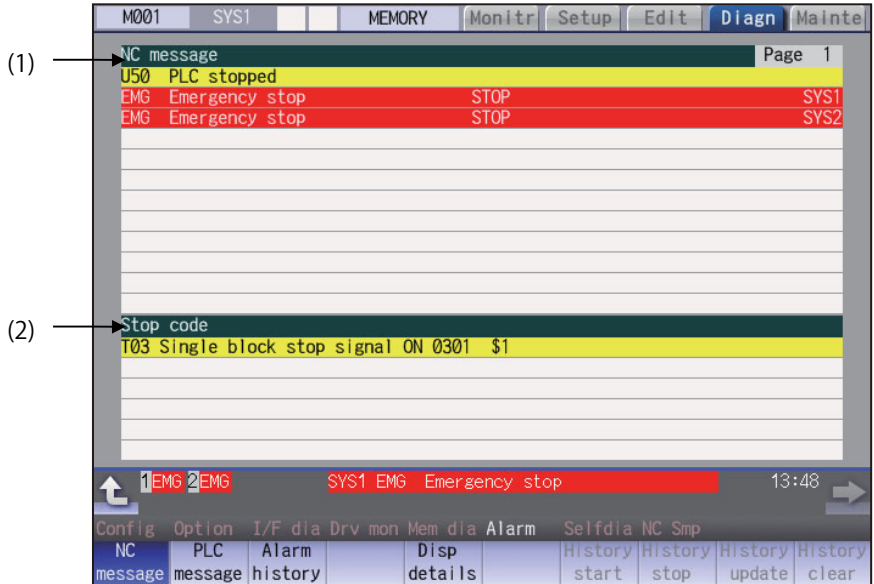 M001 SYS1 MEMORY Monitr Setup Edit Diagn Mainte
(1)
NC message Page 1
U50 PLC stopped
EMG Emergency stop STOP SYS1
EMG Emergency stop STOP SYS2
(2)
Stop code
T03 Single block stop signal ON 0301 $1
1EMG 2EMG SYS1 EMG Emergency stop 13:48
Config Option I/F dia Drv mon Mem dia Alarm Selfdia NC Smp
NC PLC Alarm Disp History History History History
message message history details start stop update clear